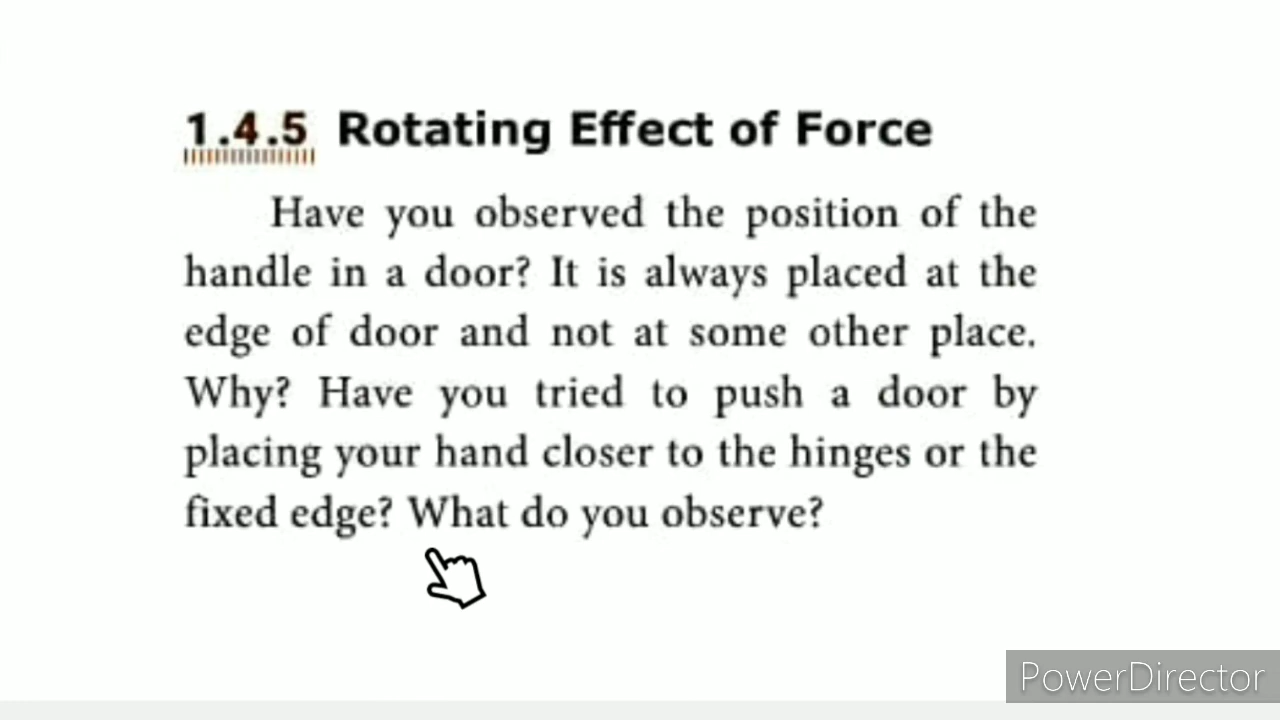 1.4.5 Rotating Effect of Force
Have you observed the position of the
handle in a door? It is always placed at the
edge of door and not at some other place.
Why? Have you tried to push a door by
placing your hand closer to the hinges or the
fixed edge? What do you observe?
PowerDirector